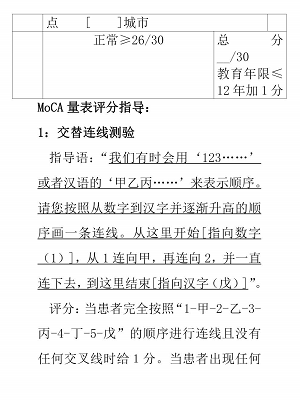 点 [ ]城市
正常≥26/30
总 分
__/30
教育年限≤
12年加1分
MoCA 量表评分指导：
1：交替连线测验
指导语：“我们有时会用‘123……’
或者汉语的‘甲乙丙……’来表示顺序。
请您按照从数字到汉字并逐渐升高的顺
序画一条连线。从这里开始[指向数字
（1）]，从1连向甲，再连向2，并一直
连下去，到这里结束[指向汉字(戊)]”。
评分：当患者完全按照“1-甲-2-乙-3-
丙-4-丁-5-戊”的顺序进行连线且没有
任何交叉线时给1分。当患者出现任何